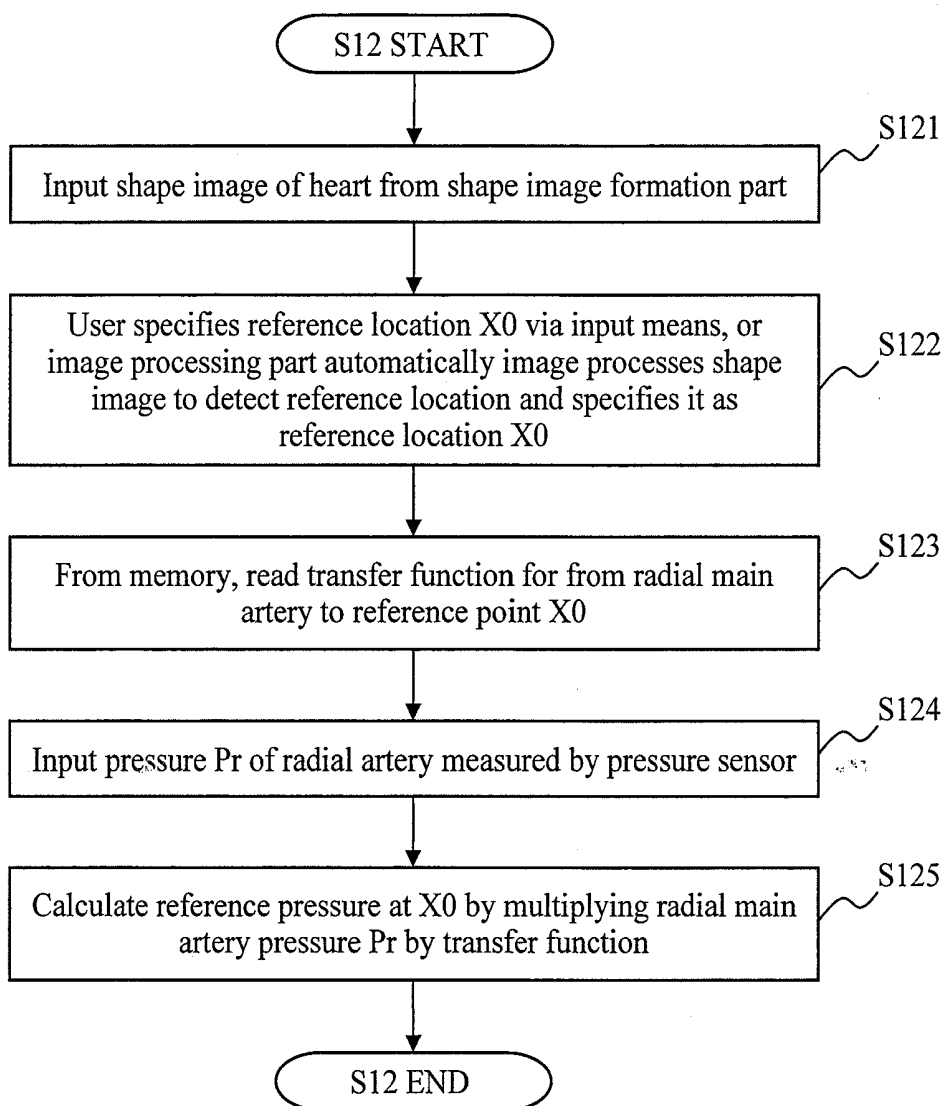 S12 START
S121
Input shape image of heart from shape image formation part
User specifies reference location X0 via input means, or
image processing part automatically image processes shape
image to detect reference location and specifies it as
reference location X0
S122
S123
From memory, read transfer function for from radial main
artery to reference point X0
S124
Input pressure Pr of radial artery measured by pressure sensor
S125
Calculate reference pressure at X0 by multiplying radial main
artery pressure Pr by transfer function
S12 END